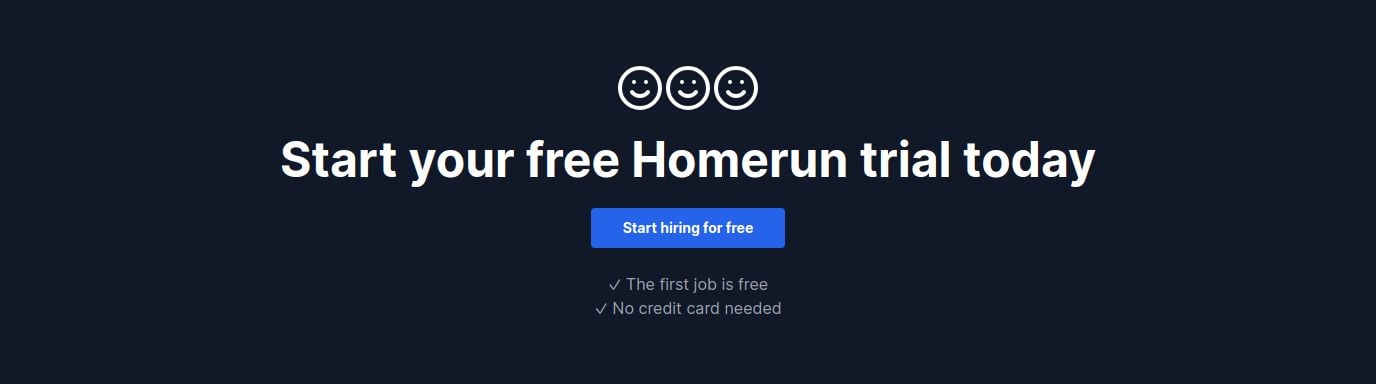 Start your free Homerun trial today
Start hiring for free
✓ The first job is free
✓ No credit card needed